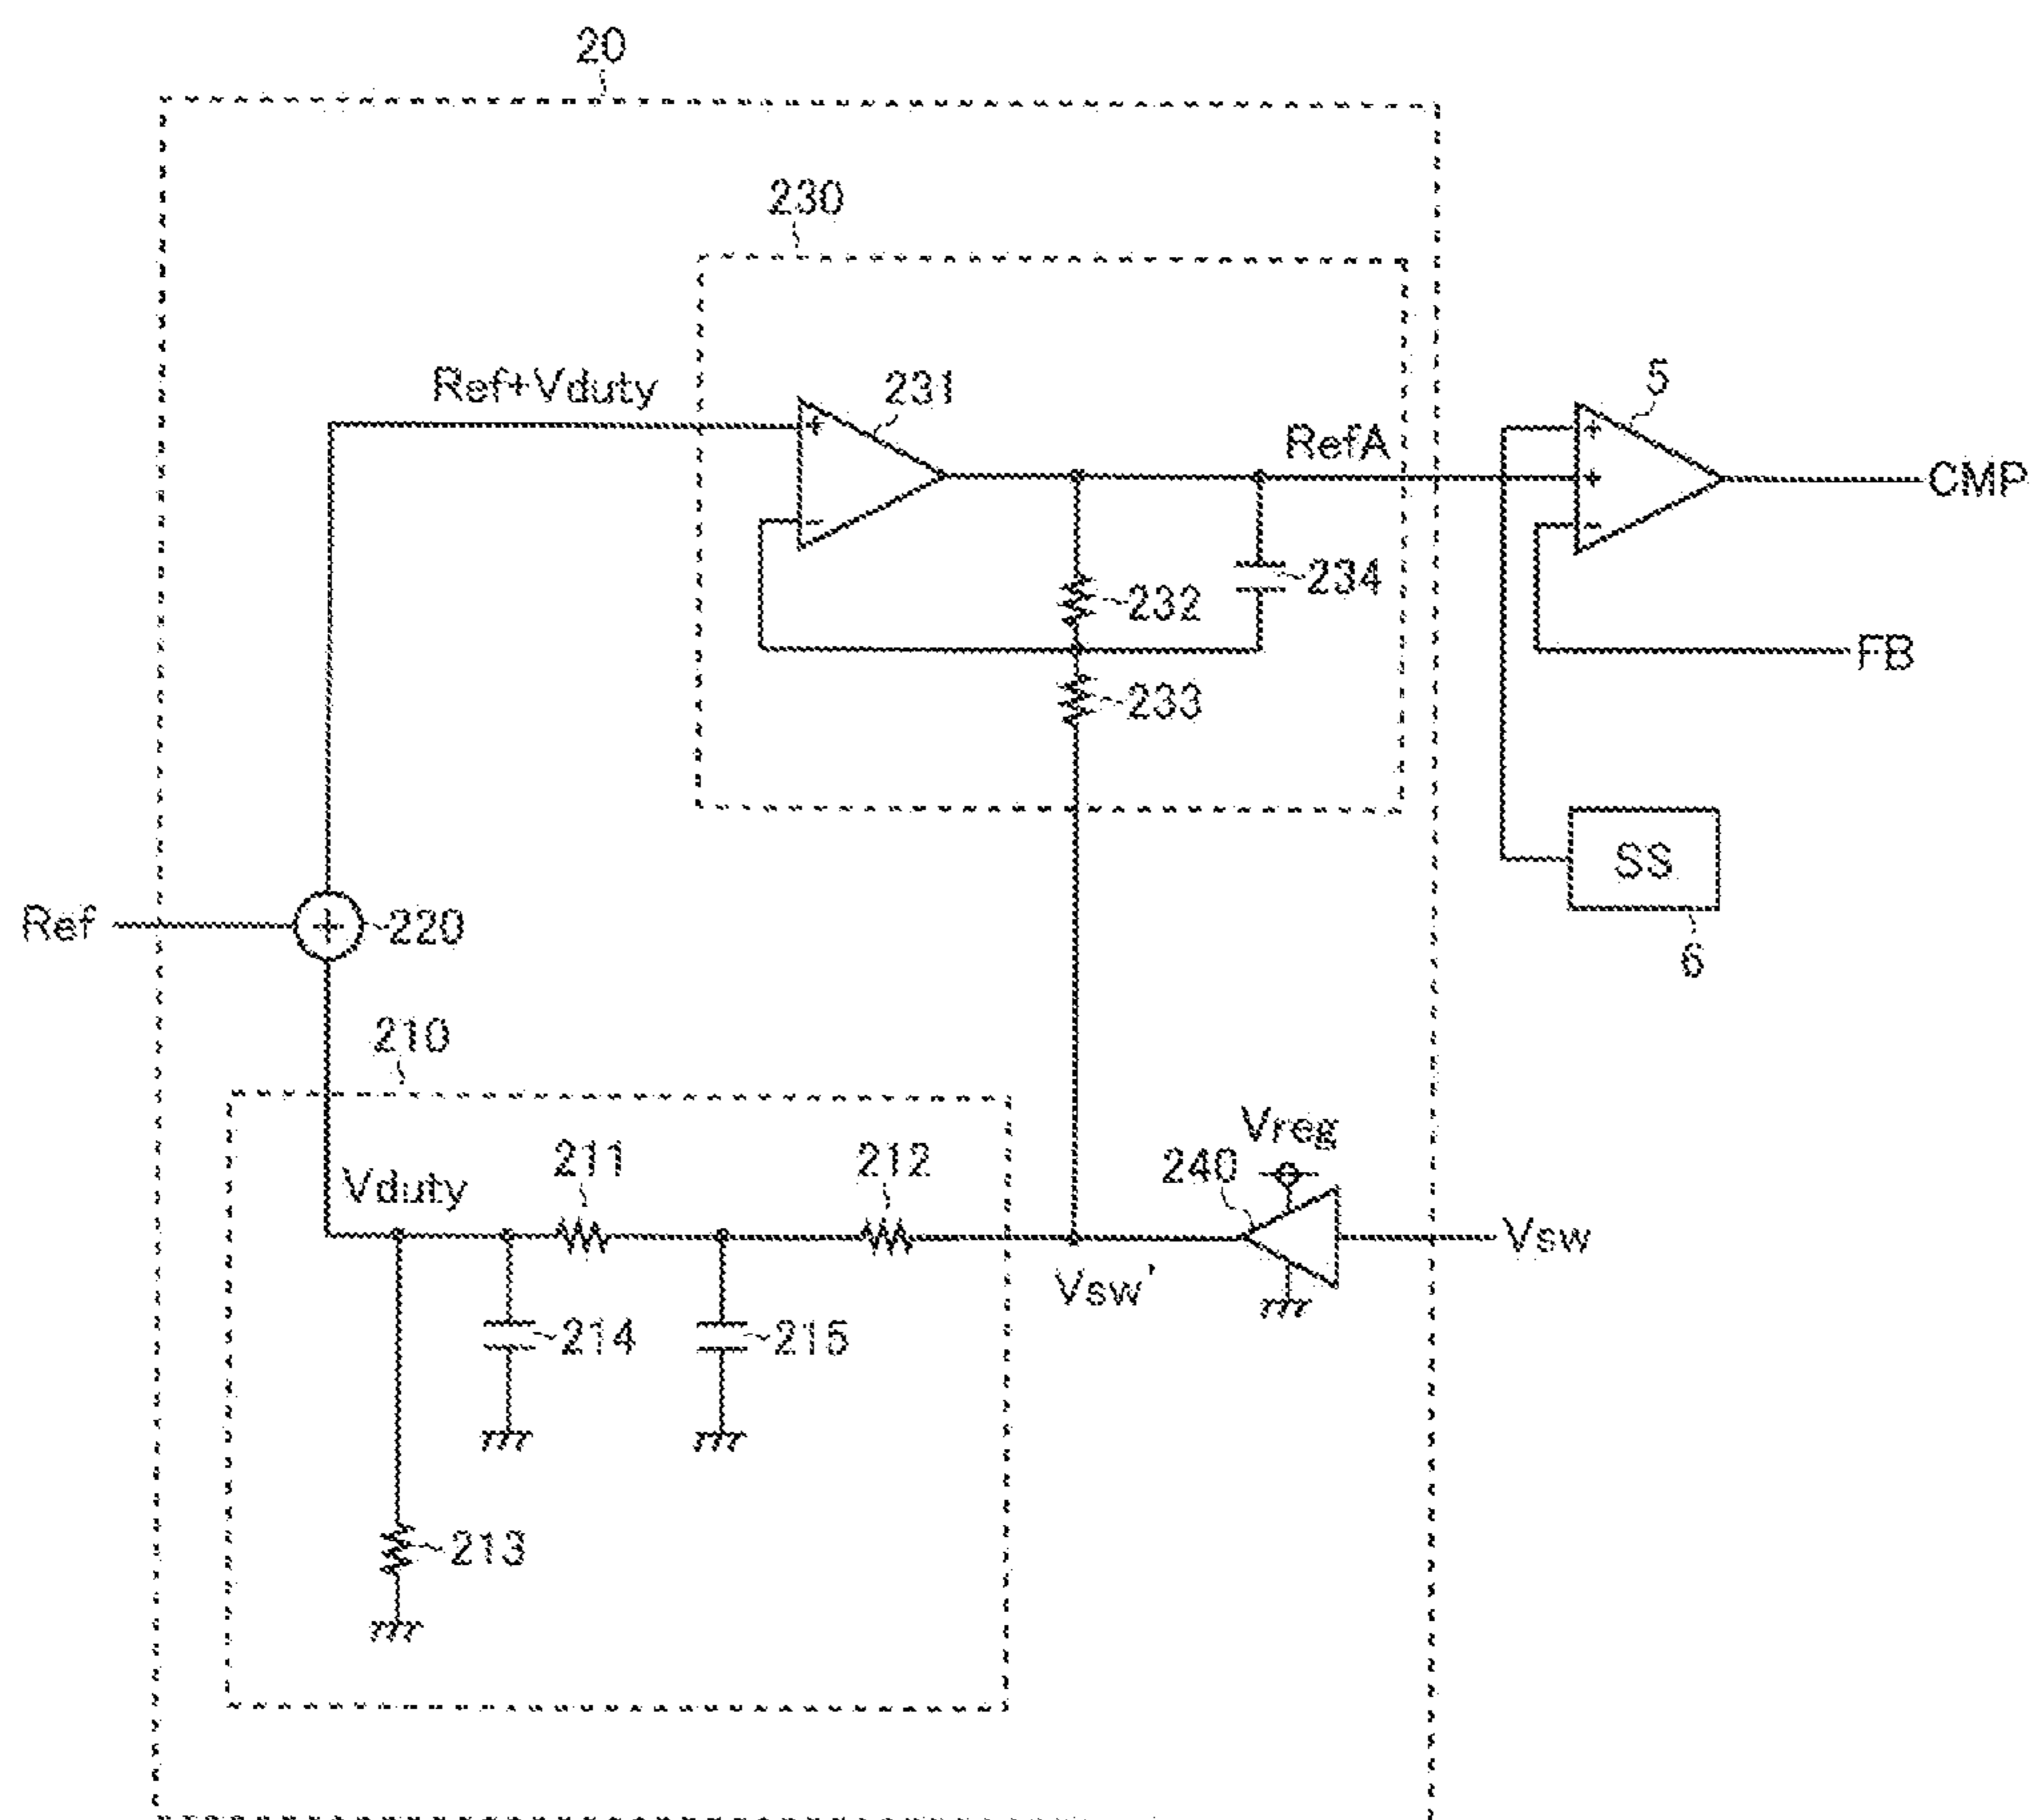 20
230
Ref+Vduty
231
RefA
5
CMP
232
234
233
FB
SS
6
Ref
+
220
210
Vduty
211
212
240
Vreg
Vsw
Vsw'
214
215
213